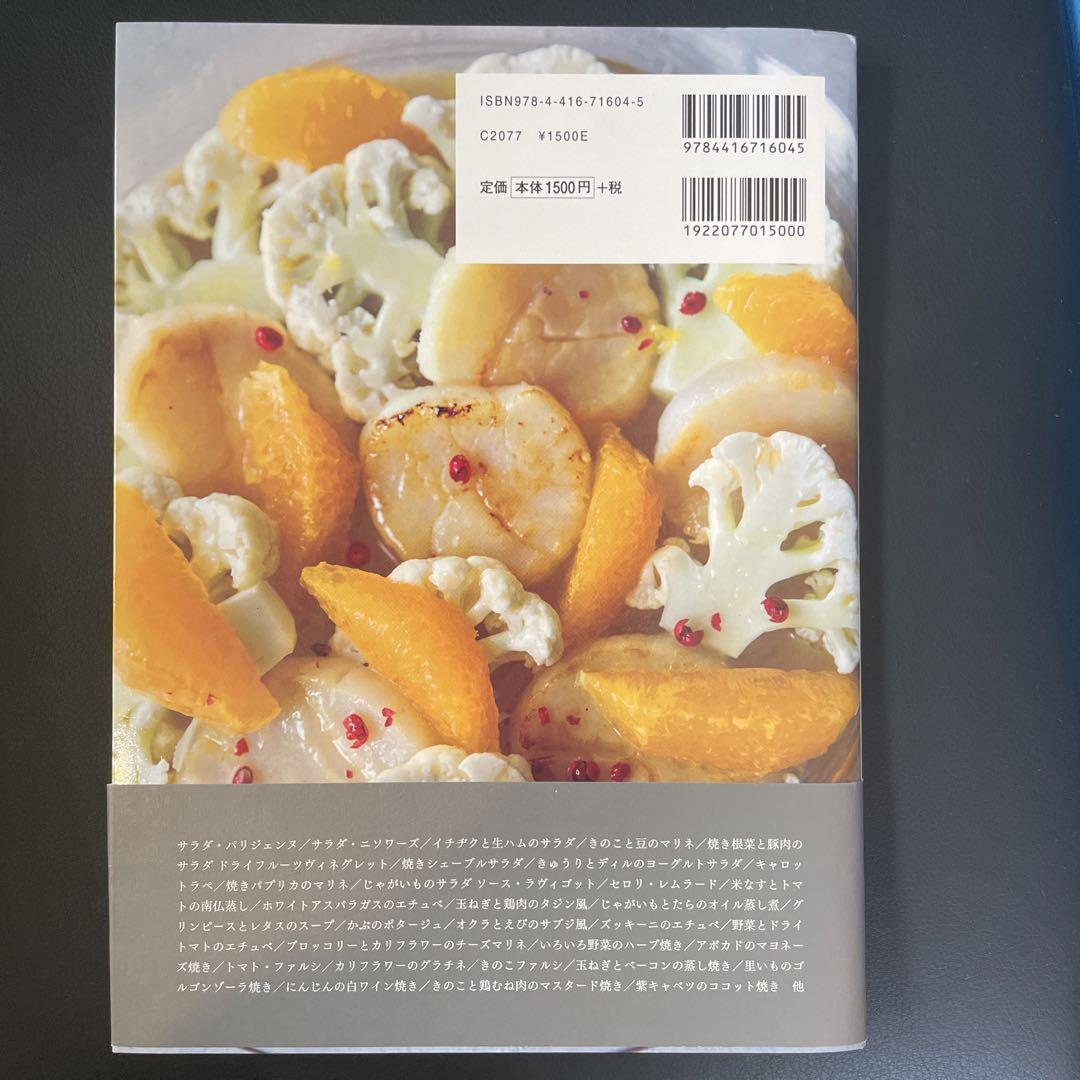 ISBN978-4-416-71604-5
C2077 ¥1500E
定価 本体1500円 +税
9784416716045
1922077015000
サラダ・パリジェンヌ／サラダ・ニソワーズ／イチヂクと生ハムのサラダ／きのこと豆のマリネ／焼き根菜と豚肉の
サラダ ドライフルーツヴィネグレット／焼きシェーブルサラダ／きゅうりとディルのヨーグルトサラダ／キャロッ
トラペ／焼きパプリカのマリネ／じゃがいものサラダ ソース・ラヴィゴット／セロリ・レムラード／米なすとトマ
トの南仏蒸し／ホワイトアスパラガスのエチュベ／玉ねぎと鶏肉のタジン風／じゃがいもとたらのオイル蒸し煮／グ
リンピースとレタスのスープ／かぶのポタージュ／オクラとえびのサブジ風／ズッキーニのエチュベ／野菜とドライ
トマトのエチュベ／ブロッコリーとカリフラワーのチーズマリネ／いろいろ野菜のハーブ焼き／アボカドのマヨネー
ズ焼き／トマト・ファルシ／カリフラワーのグラチネ／きのこファルシ／玉ねぎとベーコンの蒸し焼き／里いものゴ
ルゴンゾーラ焼き／にんじんの白ワイン焼き／きのこと鶏むね肉のマスタード焼き／紫キャベツのココット焼き 他